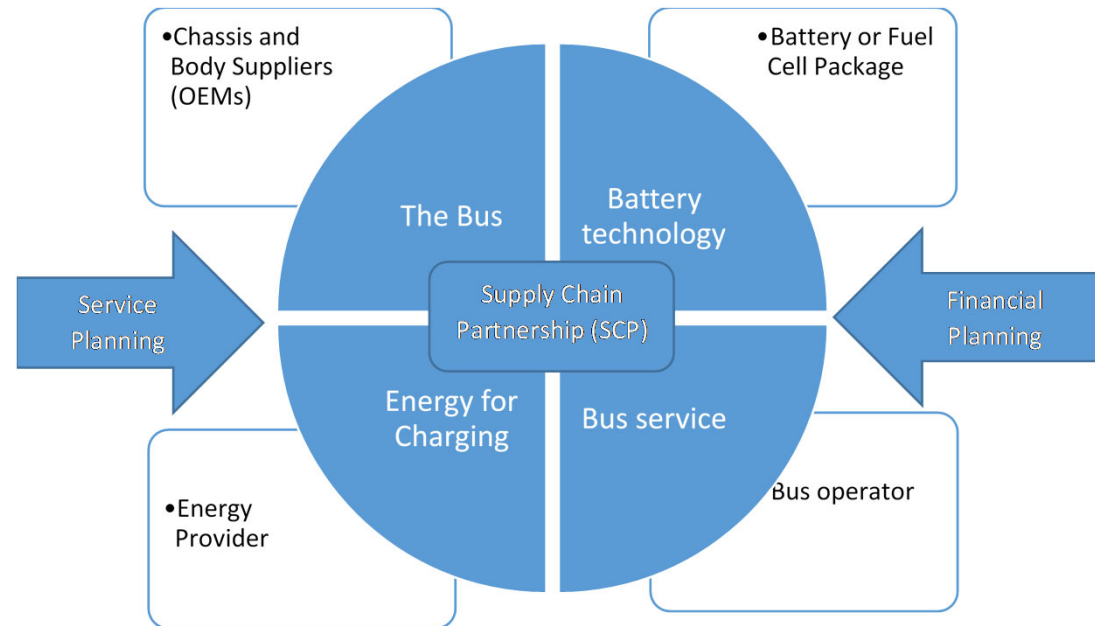 •Chassis and
Body Suppliers
(OEMs)
•Battery or Fuel
Cell Package
The Bus
Battery
technology
Service
Planning
Supply Chain
Partnership (SCP)
Financial
Planning
Energy for
Charging
Bus service
•Energy
Provider
Bus operator